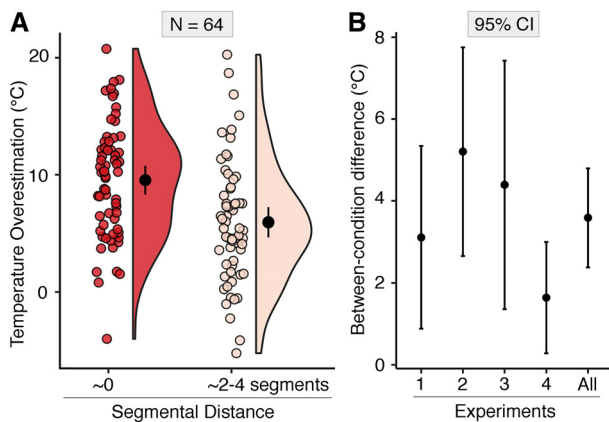 A
N = 64
Temperature Overestimation (°C)
20
10
0
~0
~2-4 segments
Segmental Distance
B
95% CI
Between-condition difference (°C)
8
6
4
2
0
1 2 3 4 All
Experiments